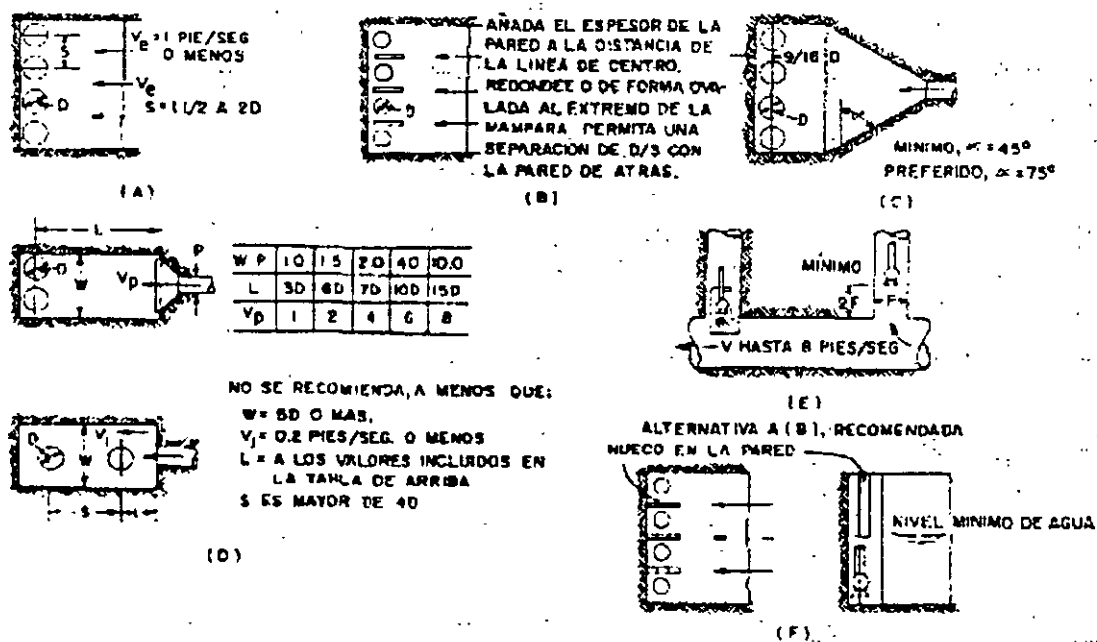 Ve = 1 PIE/SEG
O MENOS
S
Ve
D
S = 1 1/2 A 2D
(A)
AÑADA EL ESPESOR DE LA
PARED A LA DISTANCIA DE
LA LINEA DE CENTRO.
REDONDEE O DE FORMA OVA-
LADA AL EXTREMO DE LA
MAMPARA. PERMITA UNA
SEPARACION DE D/3 CON
LA PARED DE ATRAS.
D
(B)
9/16 D
D
∝
MINIMO, ∝ = 45°
PREFERIDO, ∝ = 75°
(C)
L
P
D
W
Vp
W P 1.0 1.5 2.0 4.0 10.0
L 3D 6D 7D 10D 15D
Vp 1 2 4 6 8
NO SE RECOMIENDA, A MENOS QUE:
W = 5D O MAS,
Vj = 0.2 PIES/SEG. O MENOS
L = A LOS VALORES INCLUIDOS EN
LA TABLA DE ARRIBA
S ES MAYOR DE 4D
D
W
S
(D)
MÍNIMO
2F
F
V HASTA 8 PIES/SEG
(E)
ALTERNATIVA A (B), RECOMENDADA
HUECO EN LA PARED
NIVEL MINIMO DE AGUA
(F)